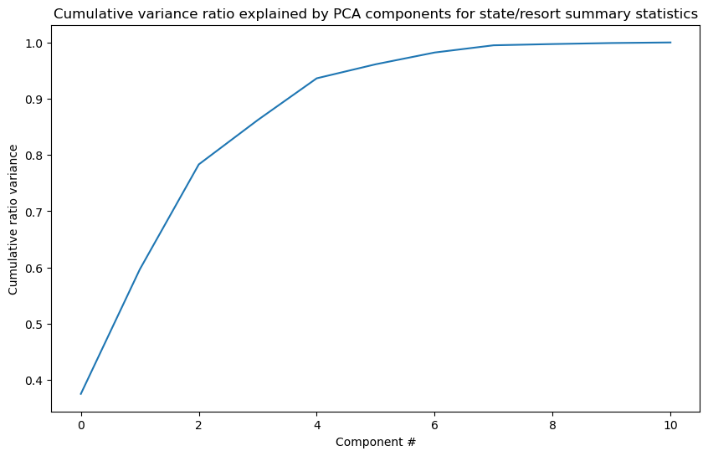 Cumulative variance ratio explained by PCA components for state/resort summary statistics
1.0
0.9
0.8
0.7
0.6
0.5
0.4
Cumulative ratio variance
0 2 4 6 8 10
Component #